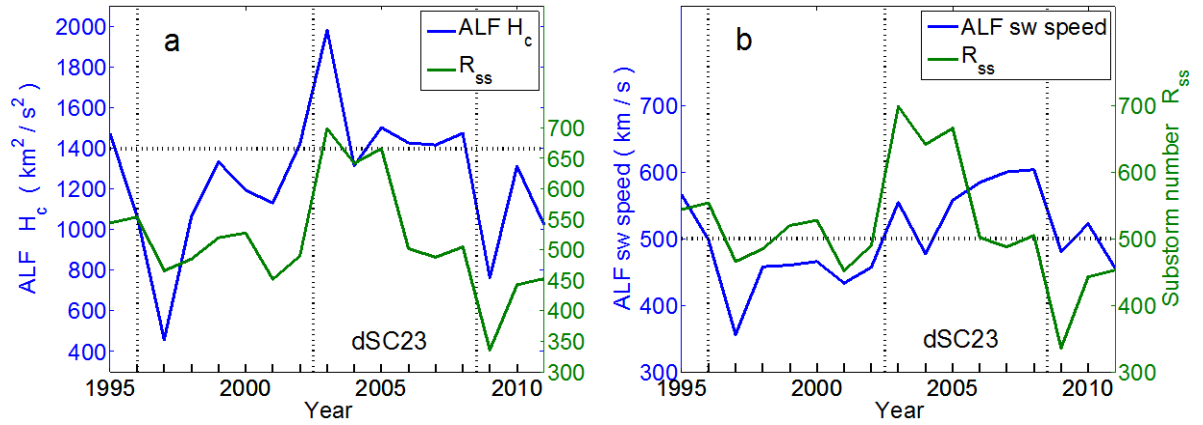 a
ALF H_c
R_ss
ALF H_c ( km^2 / s^2 )
2000
1800
1600
1400
1200
1000
800
600
400
700
650
600
550
500
450
400
350
300
dSC23
1995 2000 2005 2010
Year
b
ALF sw speed
R_ss
ALF sw speed ( km / s )
700
600
500
400
300
Substorm number R_ss
700
600
500
400
300
dSC23
1995 2000 2005 2010
Year